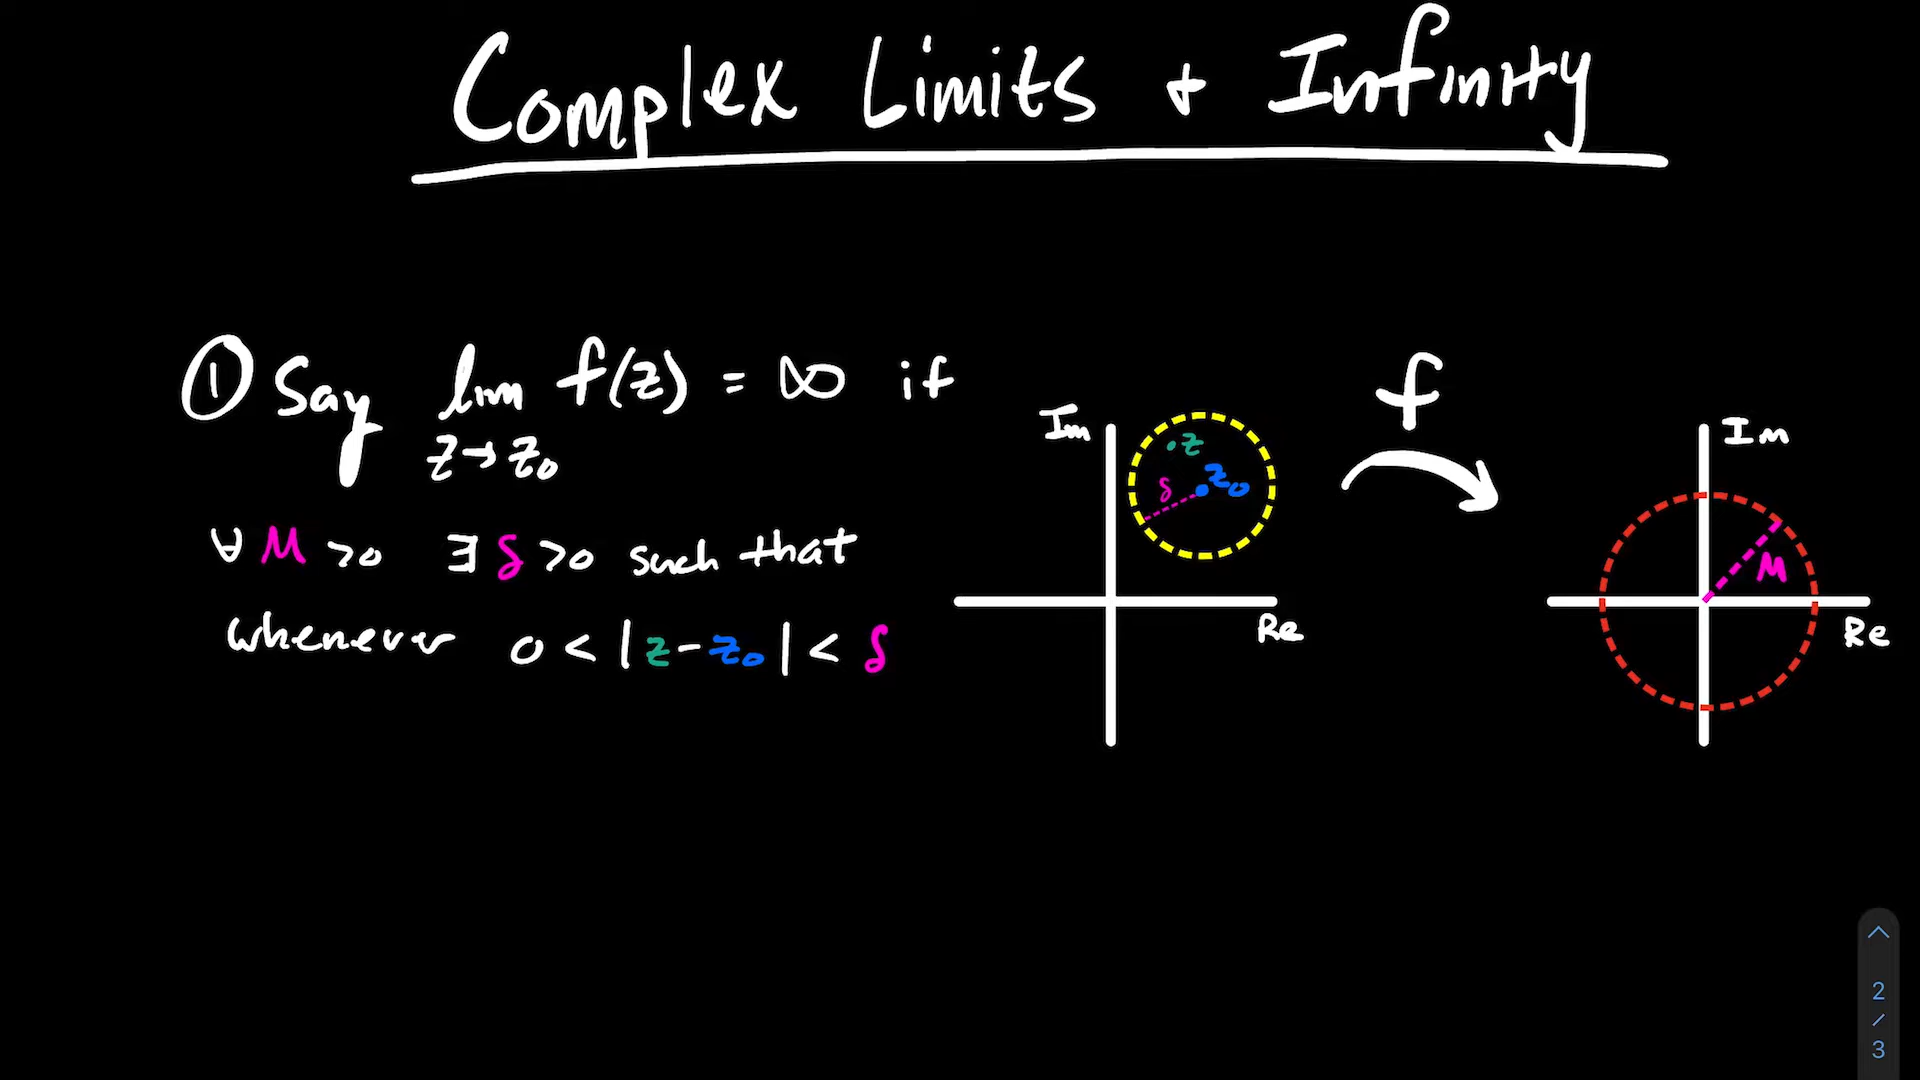 Complex Limits + Infinity
① Say lim f(z) = ∞ if
z→z₀
∀ M >0 ∃ δ >0 such that
whenever 0 < |z - z₀| < δ
Im
z
δ
z₀
Re
f
Im
M
Re
2
/
3